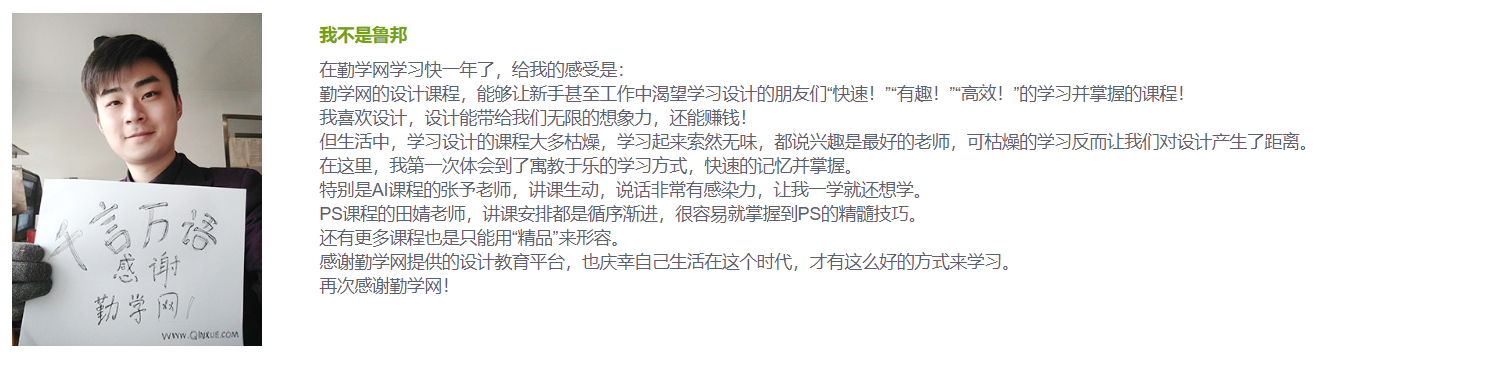 我不是鲁邦
在勤学网学习快一年了，给我的感受是：
勤学网的设计课程，能够让新手甚至工作中渴望学习设计的朋友们“快速！”“有趣！”“高效！”的学习并掌握的课程！
我喜欢设计，设计能带给我们无限的想象力，还能赚钱！
但生活中，学习设计的课程大多枯燥，学习起来索然无味，都说兴趣是最好的老师，可枯燥的学习反而让我们对设计产生了距离。
在这里，我第一次体会到了寓教于乐的学习方式，快速的记忆并掌握。
特别是AI课程的张予老师，讲课生动，说话非常有感染力，让我一学就还想学。
PS课程的田婧老师，讲课安排都是循序渐进，很容易就掌握到PS的精髓技巧。
还有更多课程也是只能用“精品”来形容。
感谢勤学网提供的设计教育平台，也庆幸自己生活在这个时代，才有这么好的方式来学习。
再次感谢勤学网！
千言万语
感谢
勤学网！
WWW.QINXUE.COM